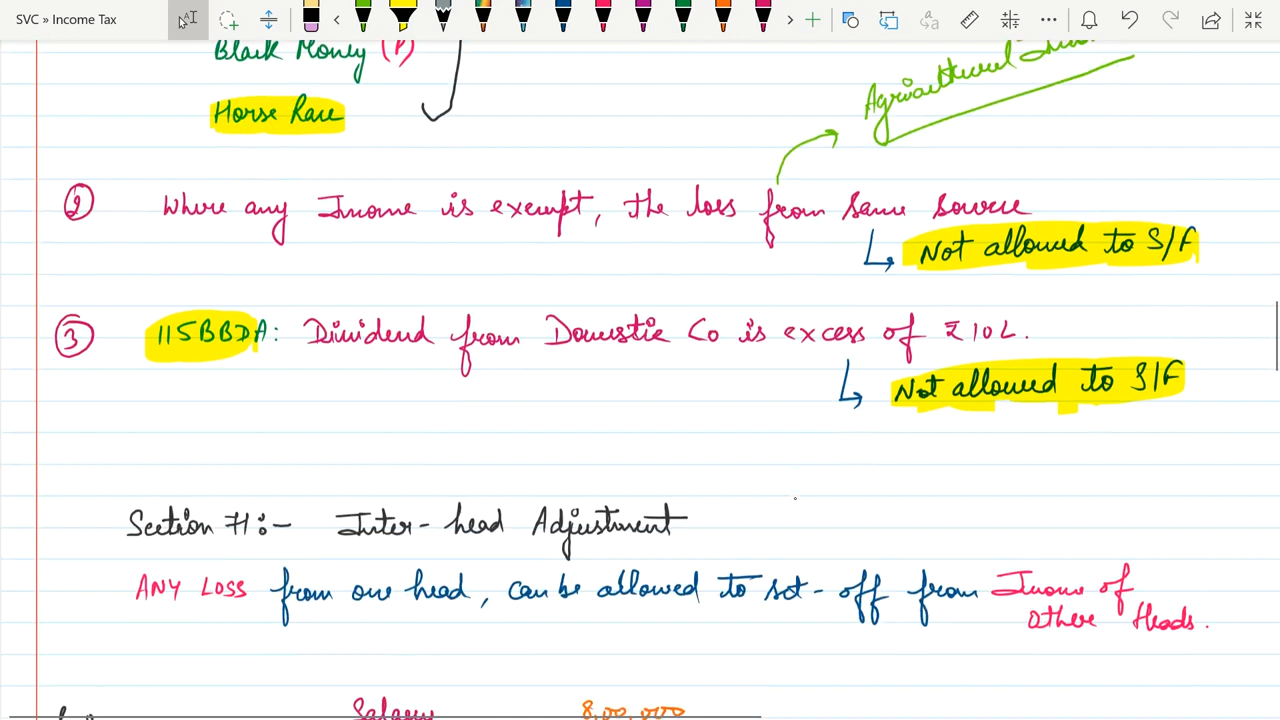 SVC » Income Tax
Black Money (P)
Horse Race
Agricultural
② Where any Income is exempt, the loss from same source
Not allowed to S/F
③ 115BBDA: Dividend from Domestic Co is excess of ₹10L.
Not allowed to S/F
Section 71:- Inter-head Adjustment
ANY LOSS from one head, can be allowed to set-off from Income of
other Heads.
Salary 8,00,000